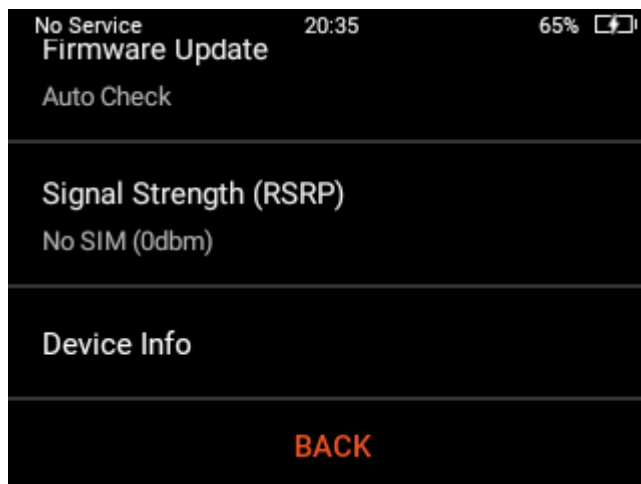 No Service 20:35 65%
Firmware Update
Auto Check
Signal Strength (RSRP)
No SIM (0dbm)
Device Info
BACK